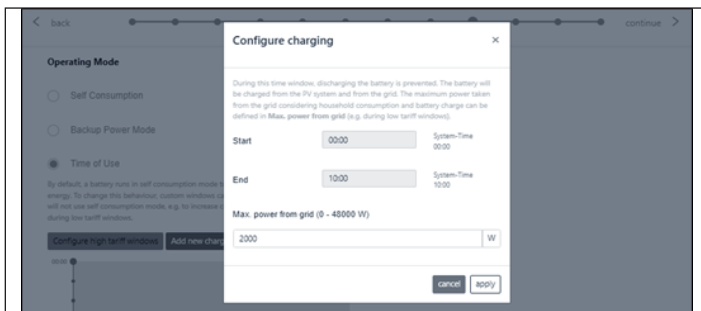 back
continue
Operating Mode
Self Consumption
Backup Power Mode
Time of Use
By default, a battery runs in self consumption mode
energy. To change this behaviour, custom windows ca
will not use self consumption mode, e.g. to increase
during low tariff windows.
Configure high tariff windows Add new charg
00:00
Configure charging ×
During this time window, discharging the battery is prevented. The battery will
be charged from the PV system and from the grid. The maximum power taken
from the grid considering household consumption and battery charge can be
defined in Max. power from grid (e.g. during low tariff windows).
Start 00:00 System-Time
00:00
End 10:00 System-Time
10:00
Max. power from grid (0 - 48000 W)
2000 W
cancel apply